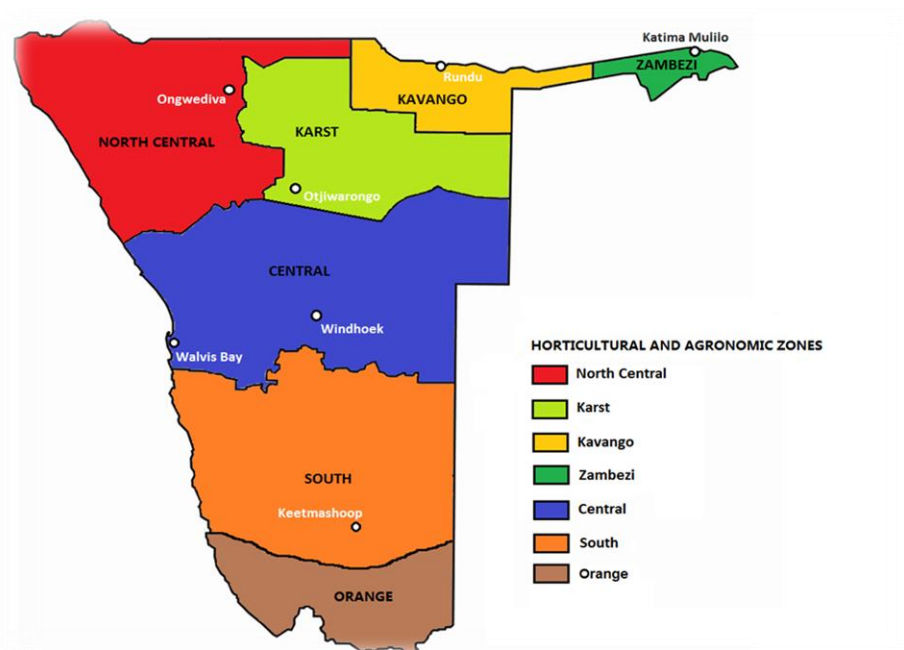 Katima Mulilo
ZAMBEZI
Rundu
Ongwediva
KAVANGO
KARST
NORTH CENTRAL
Otjiwarongo
CENTRAL
Windhoek
Walvis Bay
SOUTH
Keetmashoop
ORANGE
HORTICULTURAL AND AGRONOMIC ZONES
North Central
Karst
Kavango
Zambezi
Central
South
Orange